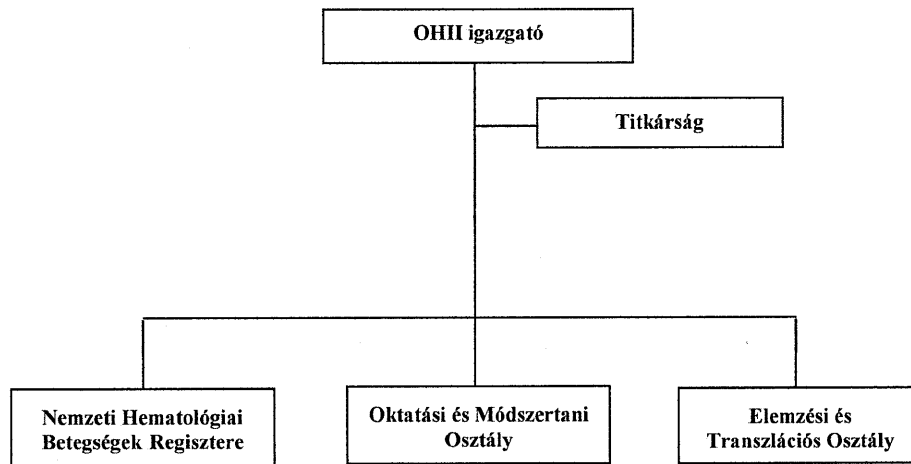 OHII igazgató
Titkárság
Nemzeti Hematológiai
Betegségek Regisztere
Oktatási és Módszertani
Osztály
Elemzési és
Transzlációs Osztály